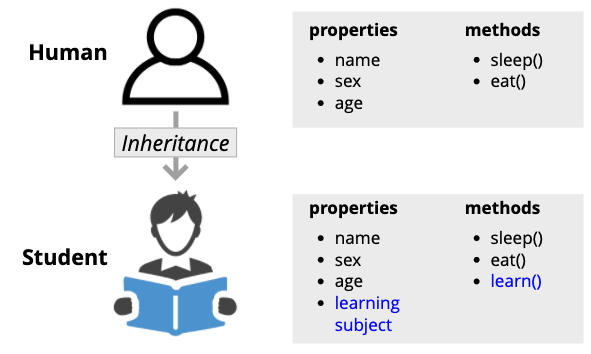 Human
properties
methods
• name
• sex
• age
• sleep()
• eat()
Inheritance
Student
properties
methods
• name
• sex
• age
• learning
subject
• sleep()
• eat()
• learn()